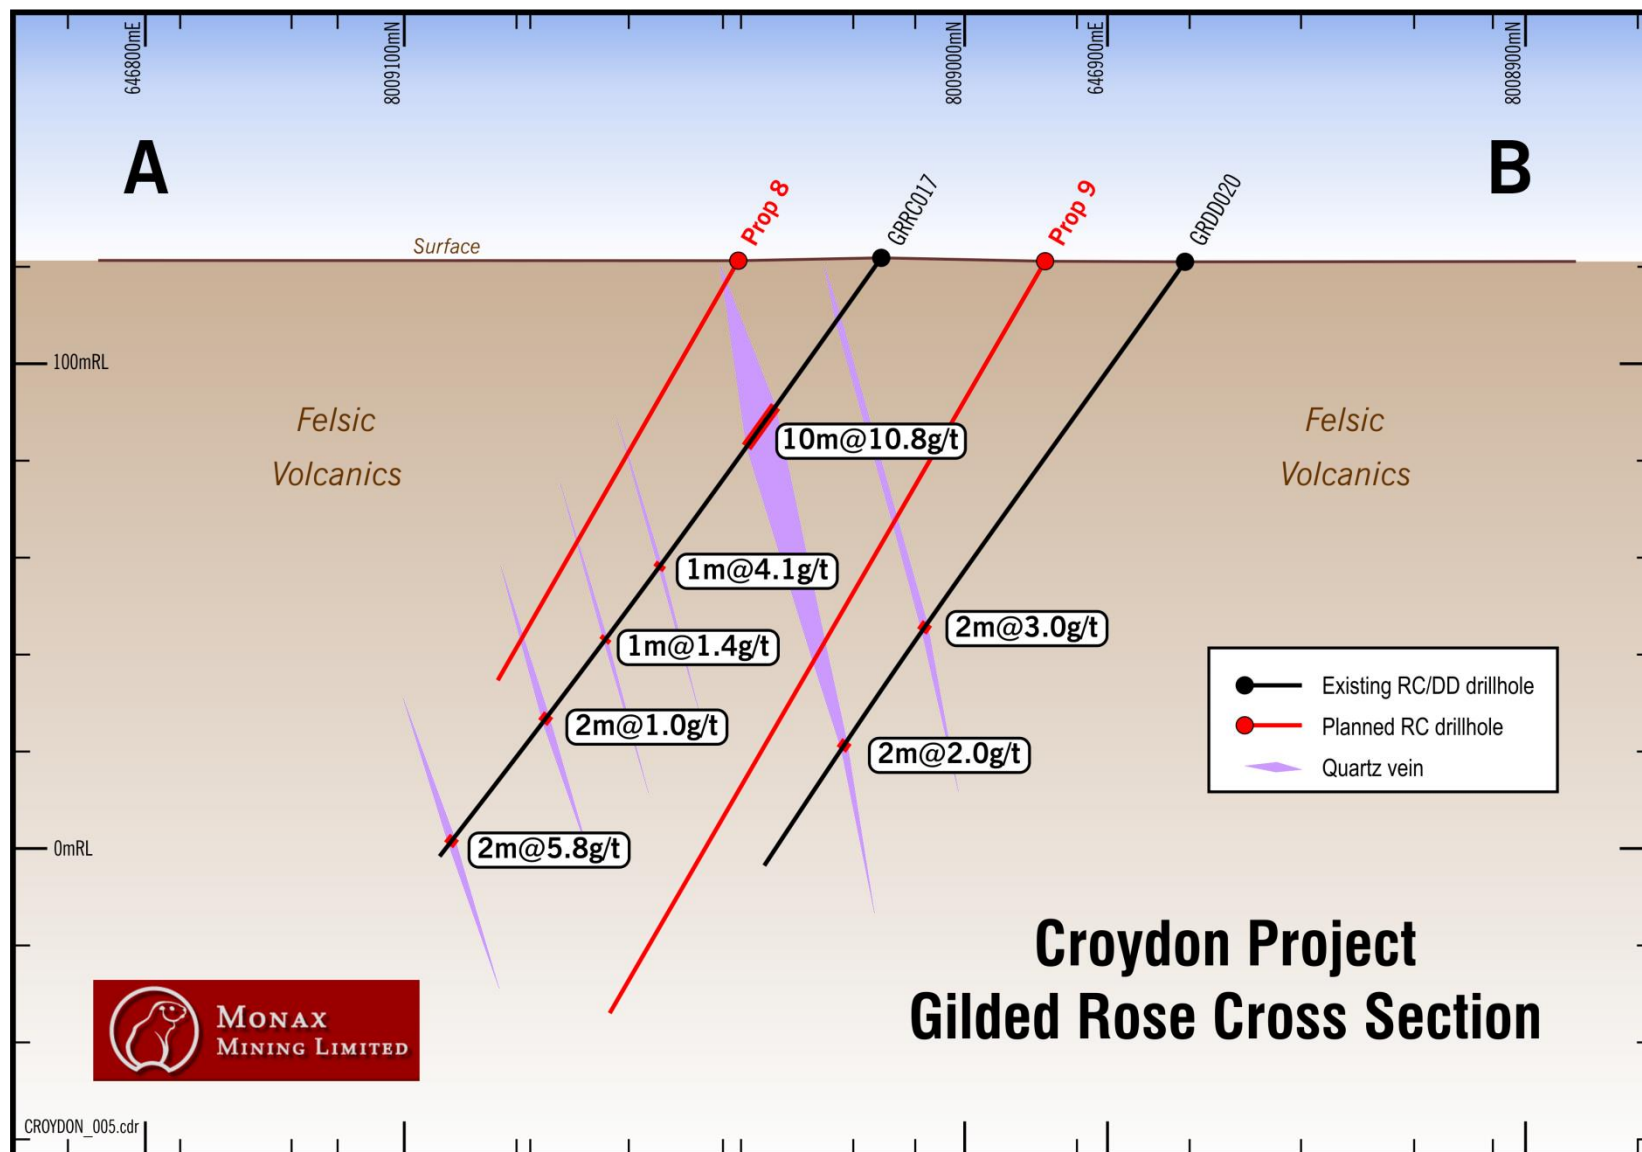 646800mE
8009100mN
8009000mN
646900mE
8008900mN
A
B
Prop 8
GRRC017
Prop 9
GRDD020
Surface
100mRL
Felsic
Volcanics
Felsic
Volcanics
10m@10.8g/t
1m@4.1g/t
1m@1.4g/t
2m@3.0g/t
2m@1.0g/t
2m@2.0g/t
0mRL
2m@5.8g/t
Existing RC/DD drillhole
Planned RC drillhole
Quartz vein
Croydon Project
Gilded Rose Cross Section
MONAX
MINING LIMITED
CROYDON_005.cdr